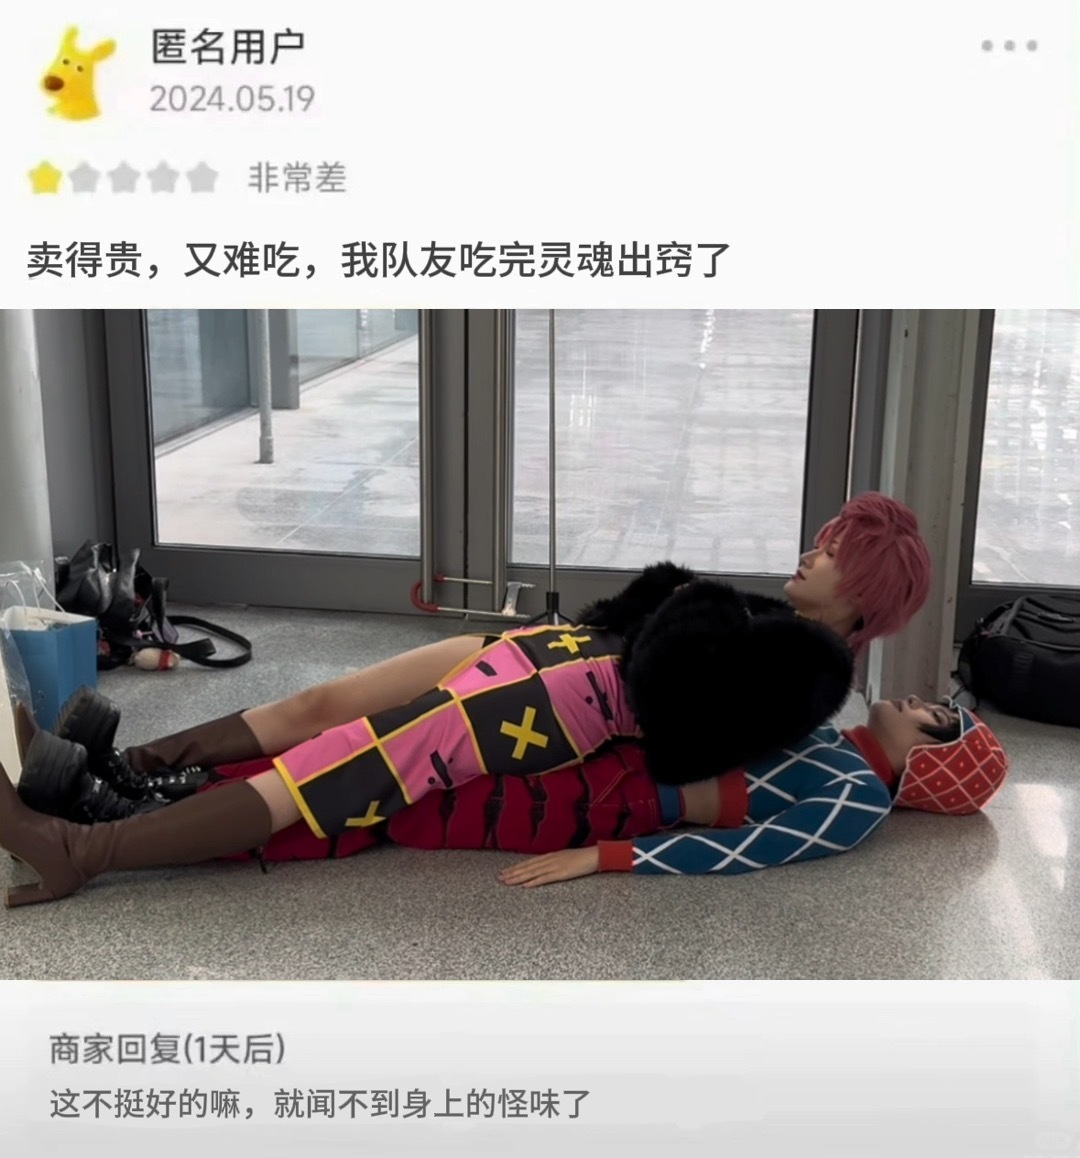 匿名用户
2024.05.19
非常差
卖得贵，又难吃，我队友吃完灵魂出窍了
商家回复(1天后)
这不挺好的嘛，就闻不到身上的怪味了